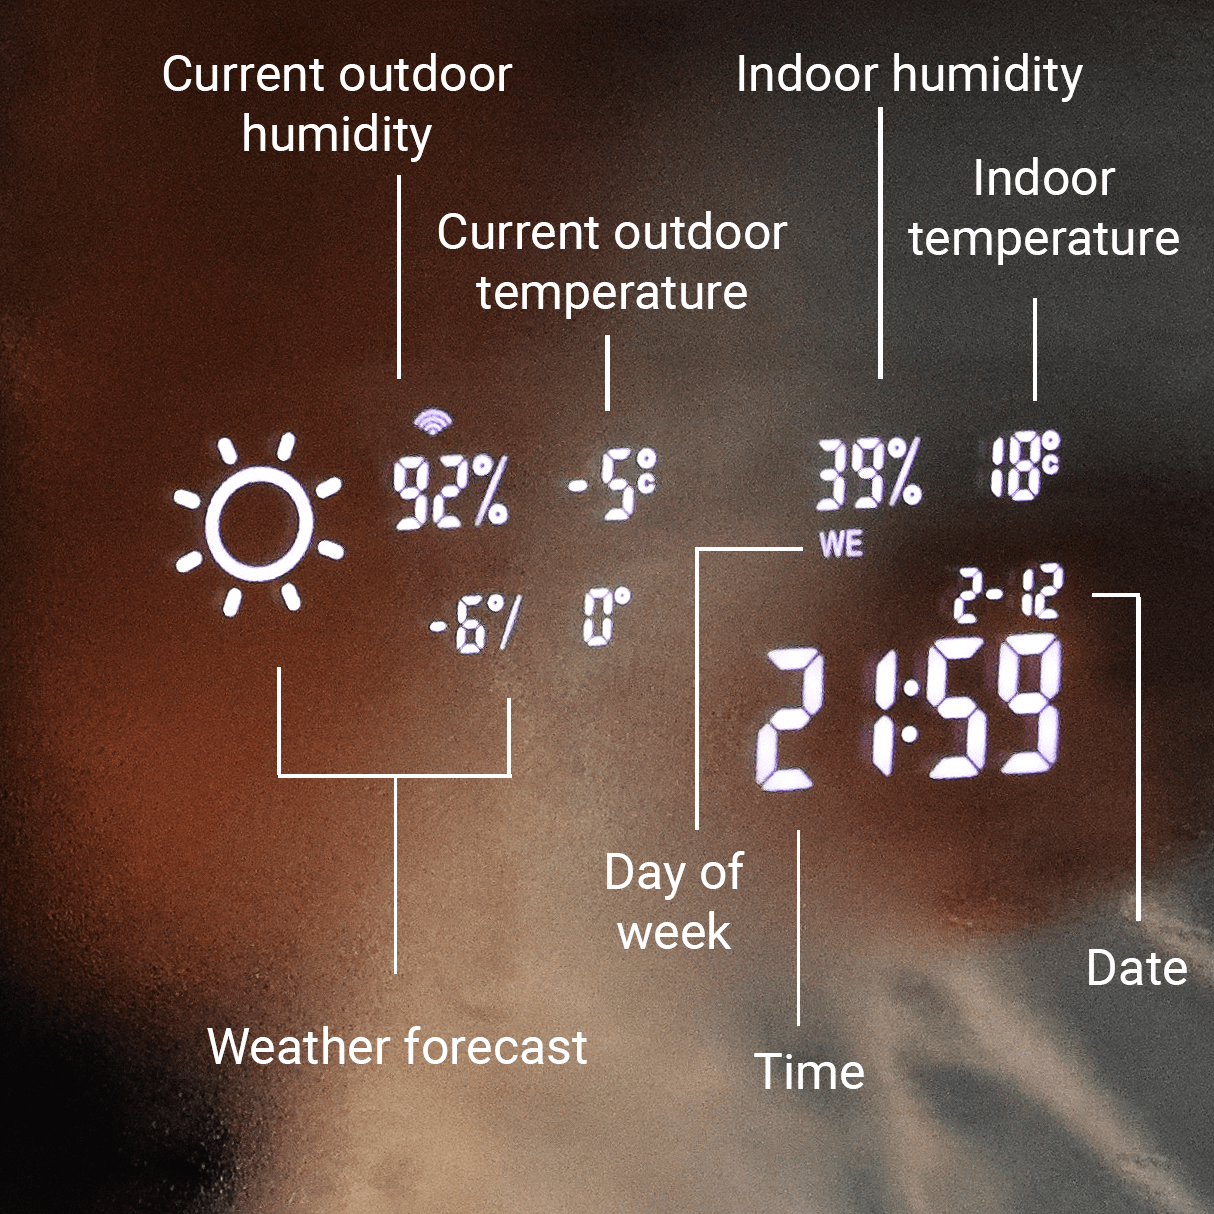 Current outdoor
humidity
Indoor humidity
Indoor
temperature
Current outdoor
temperature
92% -5°C
39% 18°C
WE
2-12
-6°/ 0°
21:59
Day of
week
Date
Weather forecast
Time